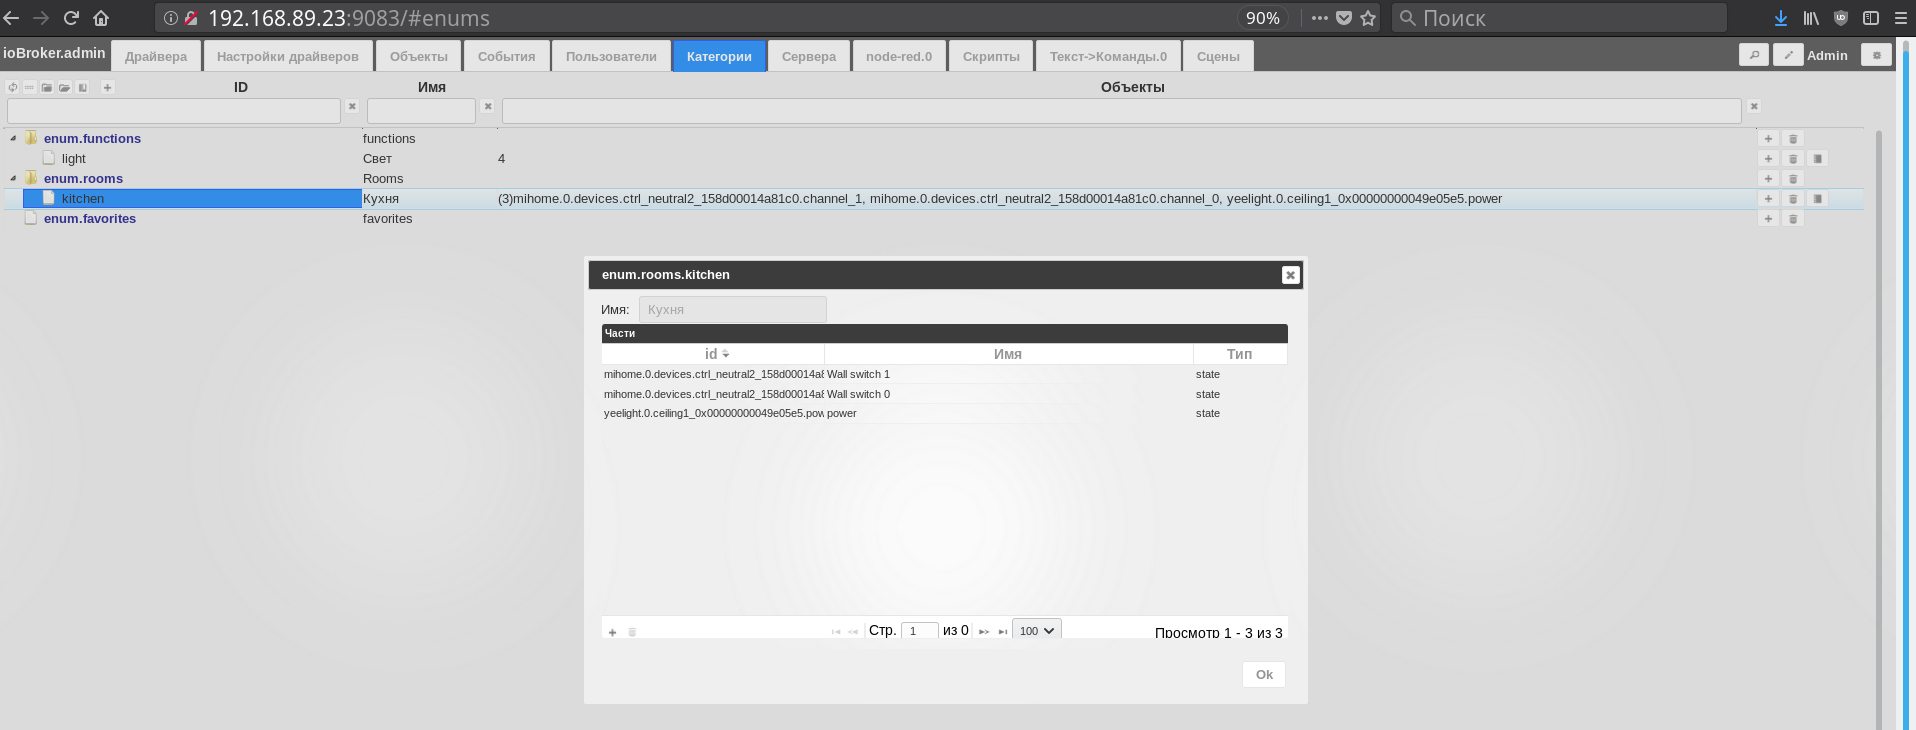 192.168.89.23:9083/#enums 90% Поиск
ioBroker.admin Драйвера Настройки драйверов Объекты События Пользователи Категории Сервера node-red.0 Скрипты Текст->Команды.0 Сцены Admin
ID Имя Объекты
enum.functions functions
light Свет 4
enum.rooms Rooms
kitchen Кухня (3)mihome.0.devices.ctrl_neutral2_158d00014a81c0.channel_1, mihome.0.devices.ctrl_neutral2_158d00014a81c0.channel_0, yeelight.0.ceiling1_0x00000000049e05e5.power
enum.favorites favorites
enum.rooms.kitchen
Имя: Кухня
Части
id Имя Тип
mihome.0.devices.ctrl_neutral2_158d00014a8 Wall switch 1 state
mihome.0.devices.ctrl_neutral2_158d00014a8 Wall switch 0 state
yeelight.0.ceiling1_0x00000000049e05e5.pow power state
Стр. 1 из 0 100 Просмотр 1 - 3 из 3
Ok